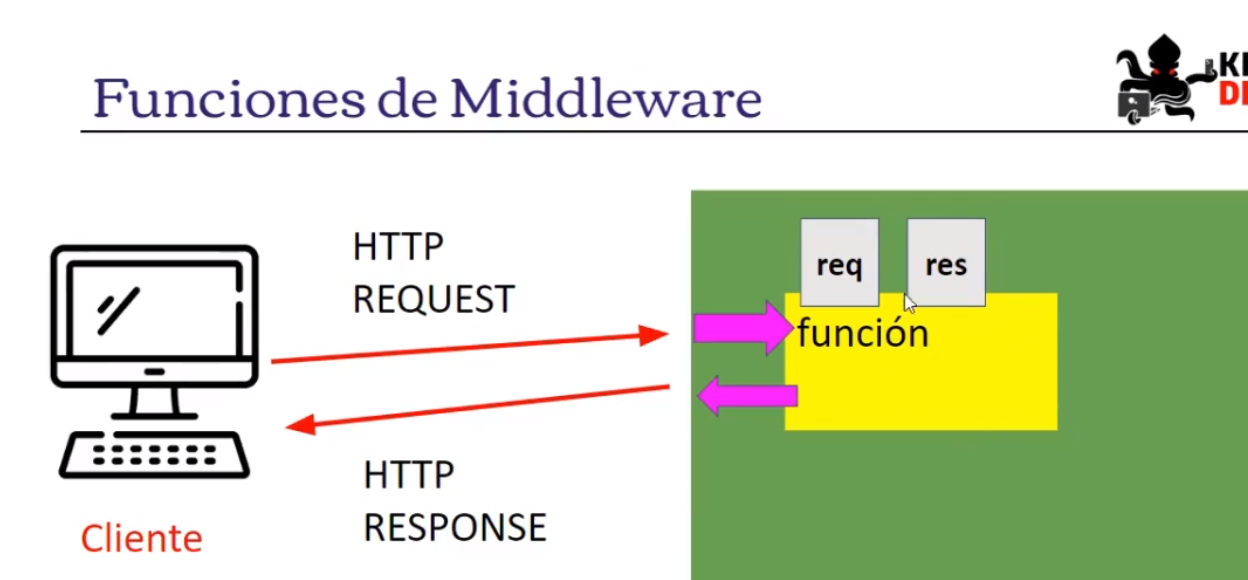 Funciones de Middleware
HTTP
REQUEST
req
res
función
HTTP
RESPONSE
Cliente